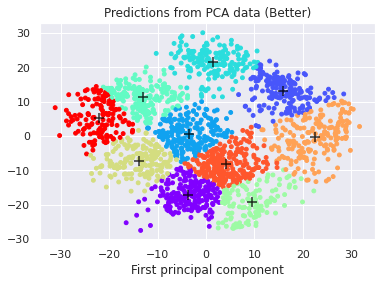 Predictions from PCA data (Better)
30
20
10
0
−10
−20
−30
−30 −20 −10 0 10 20 30
First principal component